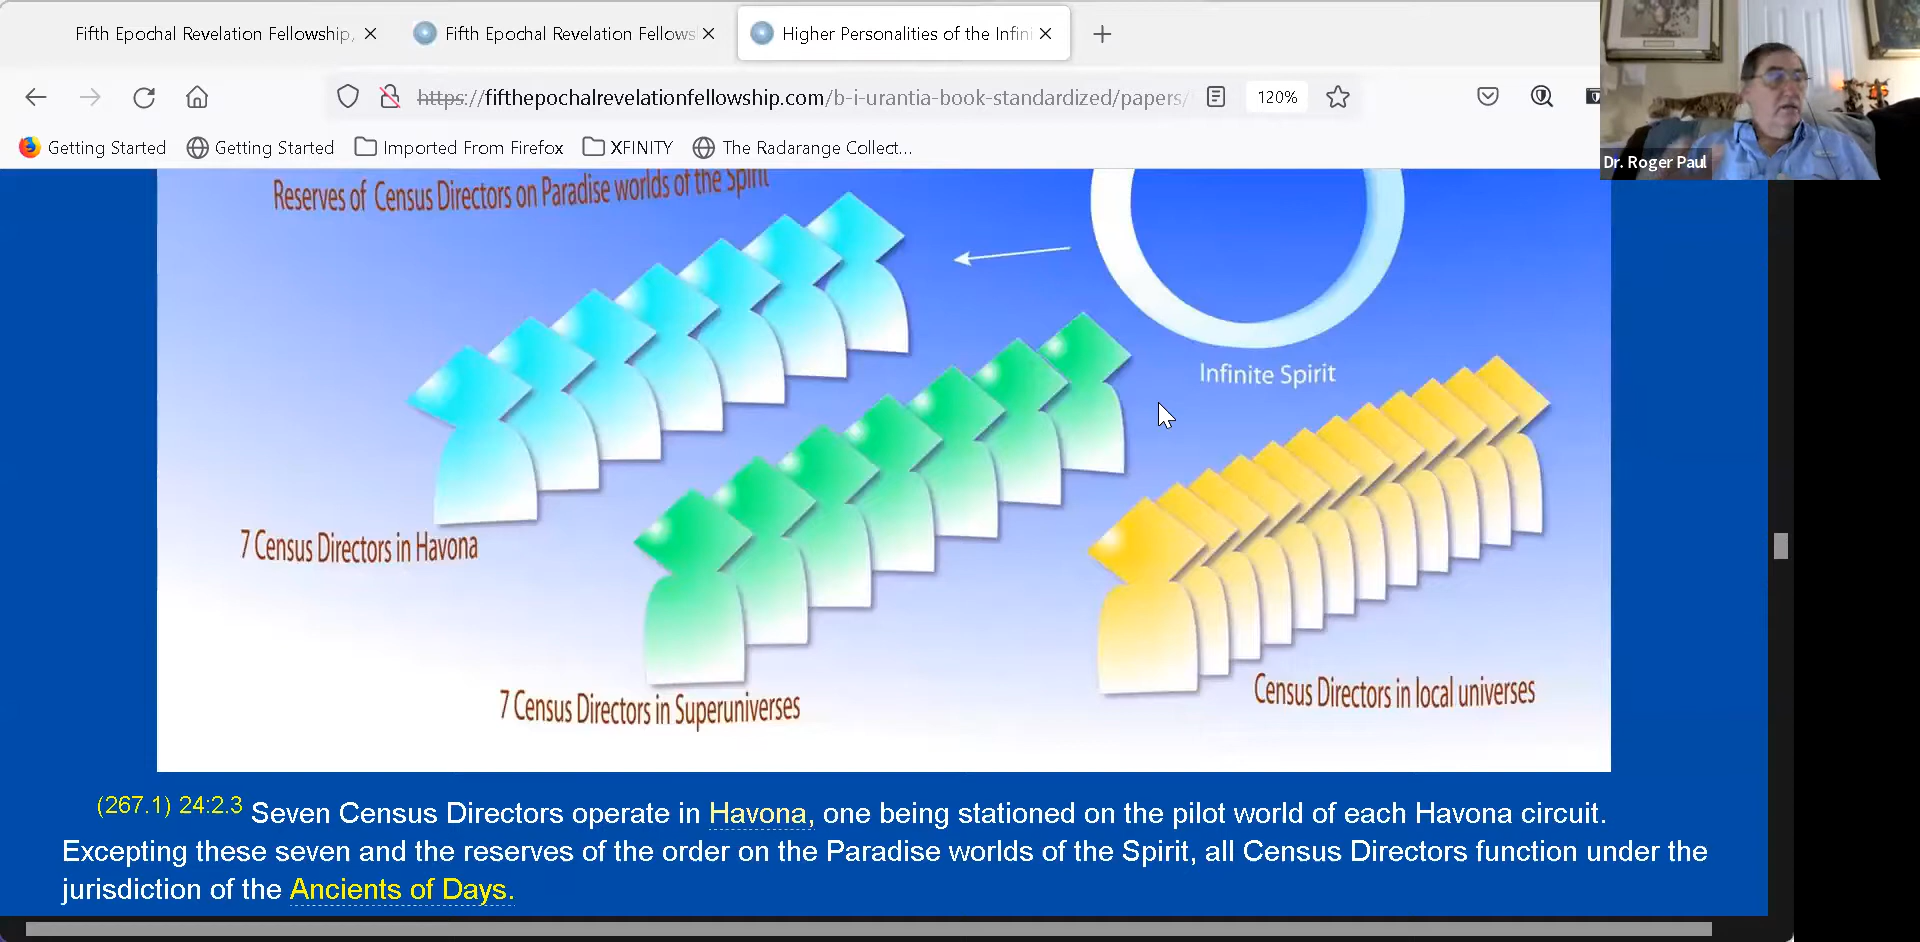 Fifth Epochal Revelation Fellowship,
Fifth Epochal Revelation Fellows
Higher Personalities of the Infini
https://fifthepochalrevelationfellowship.com/b-i-urantia-book-standardized/papers/
120%
Getting Started
Getting Started
Imported From Firefox
XFINITY
The Radarange Collect...
Dr. Roger Paul
Reserves of Census Directors on Paradise worlds of the Spirit
Infinite Spirit
7 Census Directors in Havona
7 Census Directors in Superuniverses
Census Directors in local universes
(267.1) 24:2.3 Seven Census Directors operate in Havona, one being stationed on the pilot world of each Havona circuit.
Excepting these seven and the reserves of the order on the Paradise worlds of the Spirit, all Census Directors function under the
jurisdiction of the Ancients of Days.